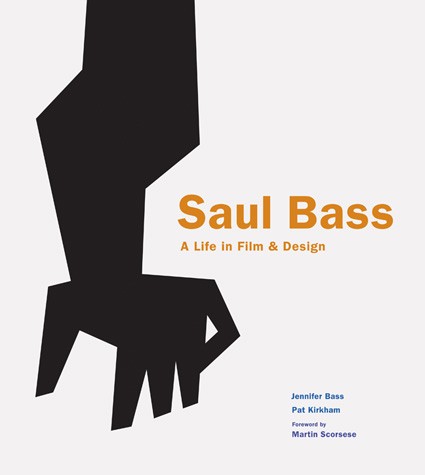 Saul Bass
A Life in Film & Design
Jennifer Bass
Pat Kirkham
Foreword by
Martin Scorsese